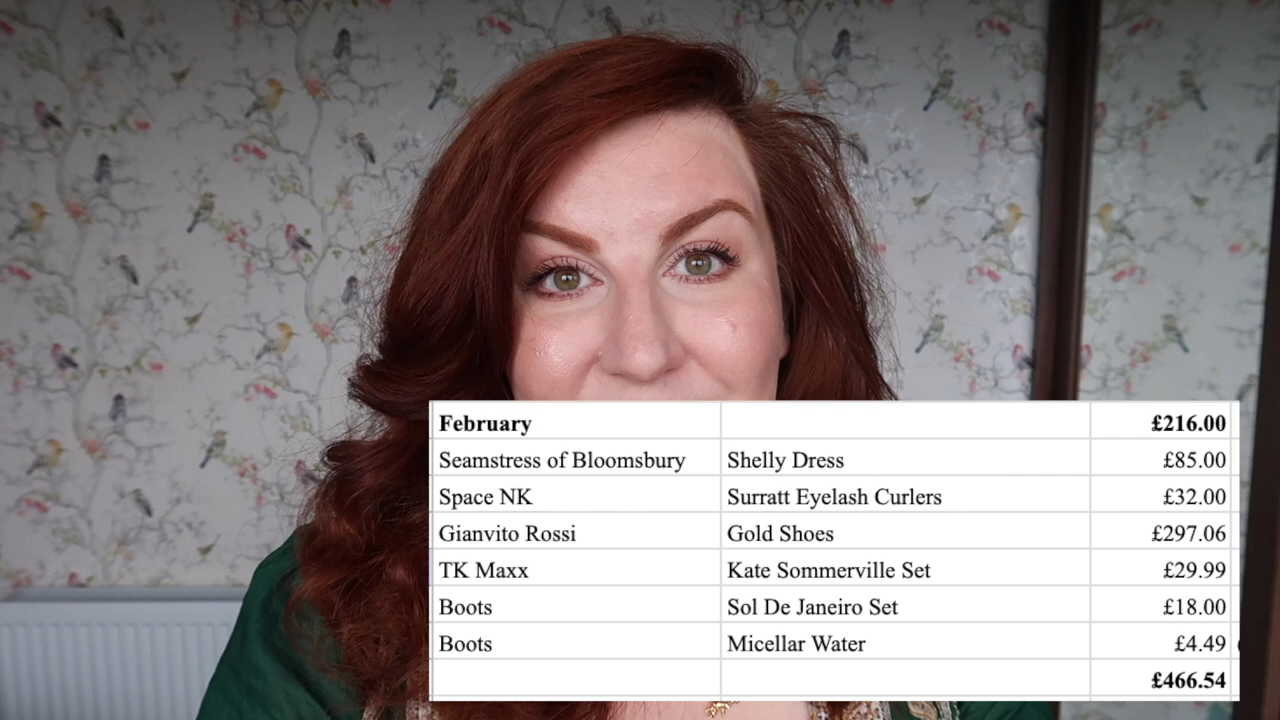 February £216.00
Seamstress of Bloomsbury Shelly Dress £85.00
Space NK Surratt Eyelash Curlers £32.00
Gianvito Rossi Gold Shoes £297.06
TK Maxx Kate Sommerville Set £29.99
Boots Sol De Janeiro Set £18.00
Boots Micellar Water £4.49
£466.54